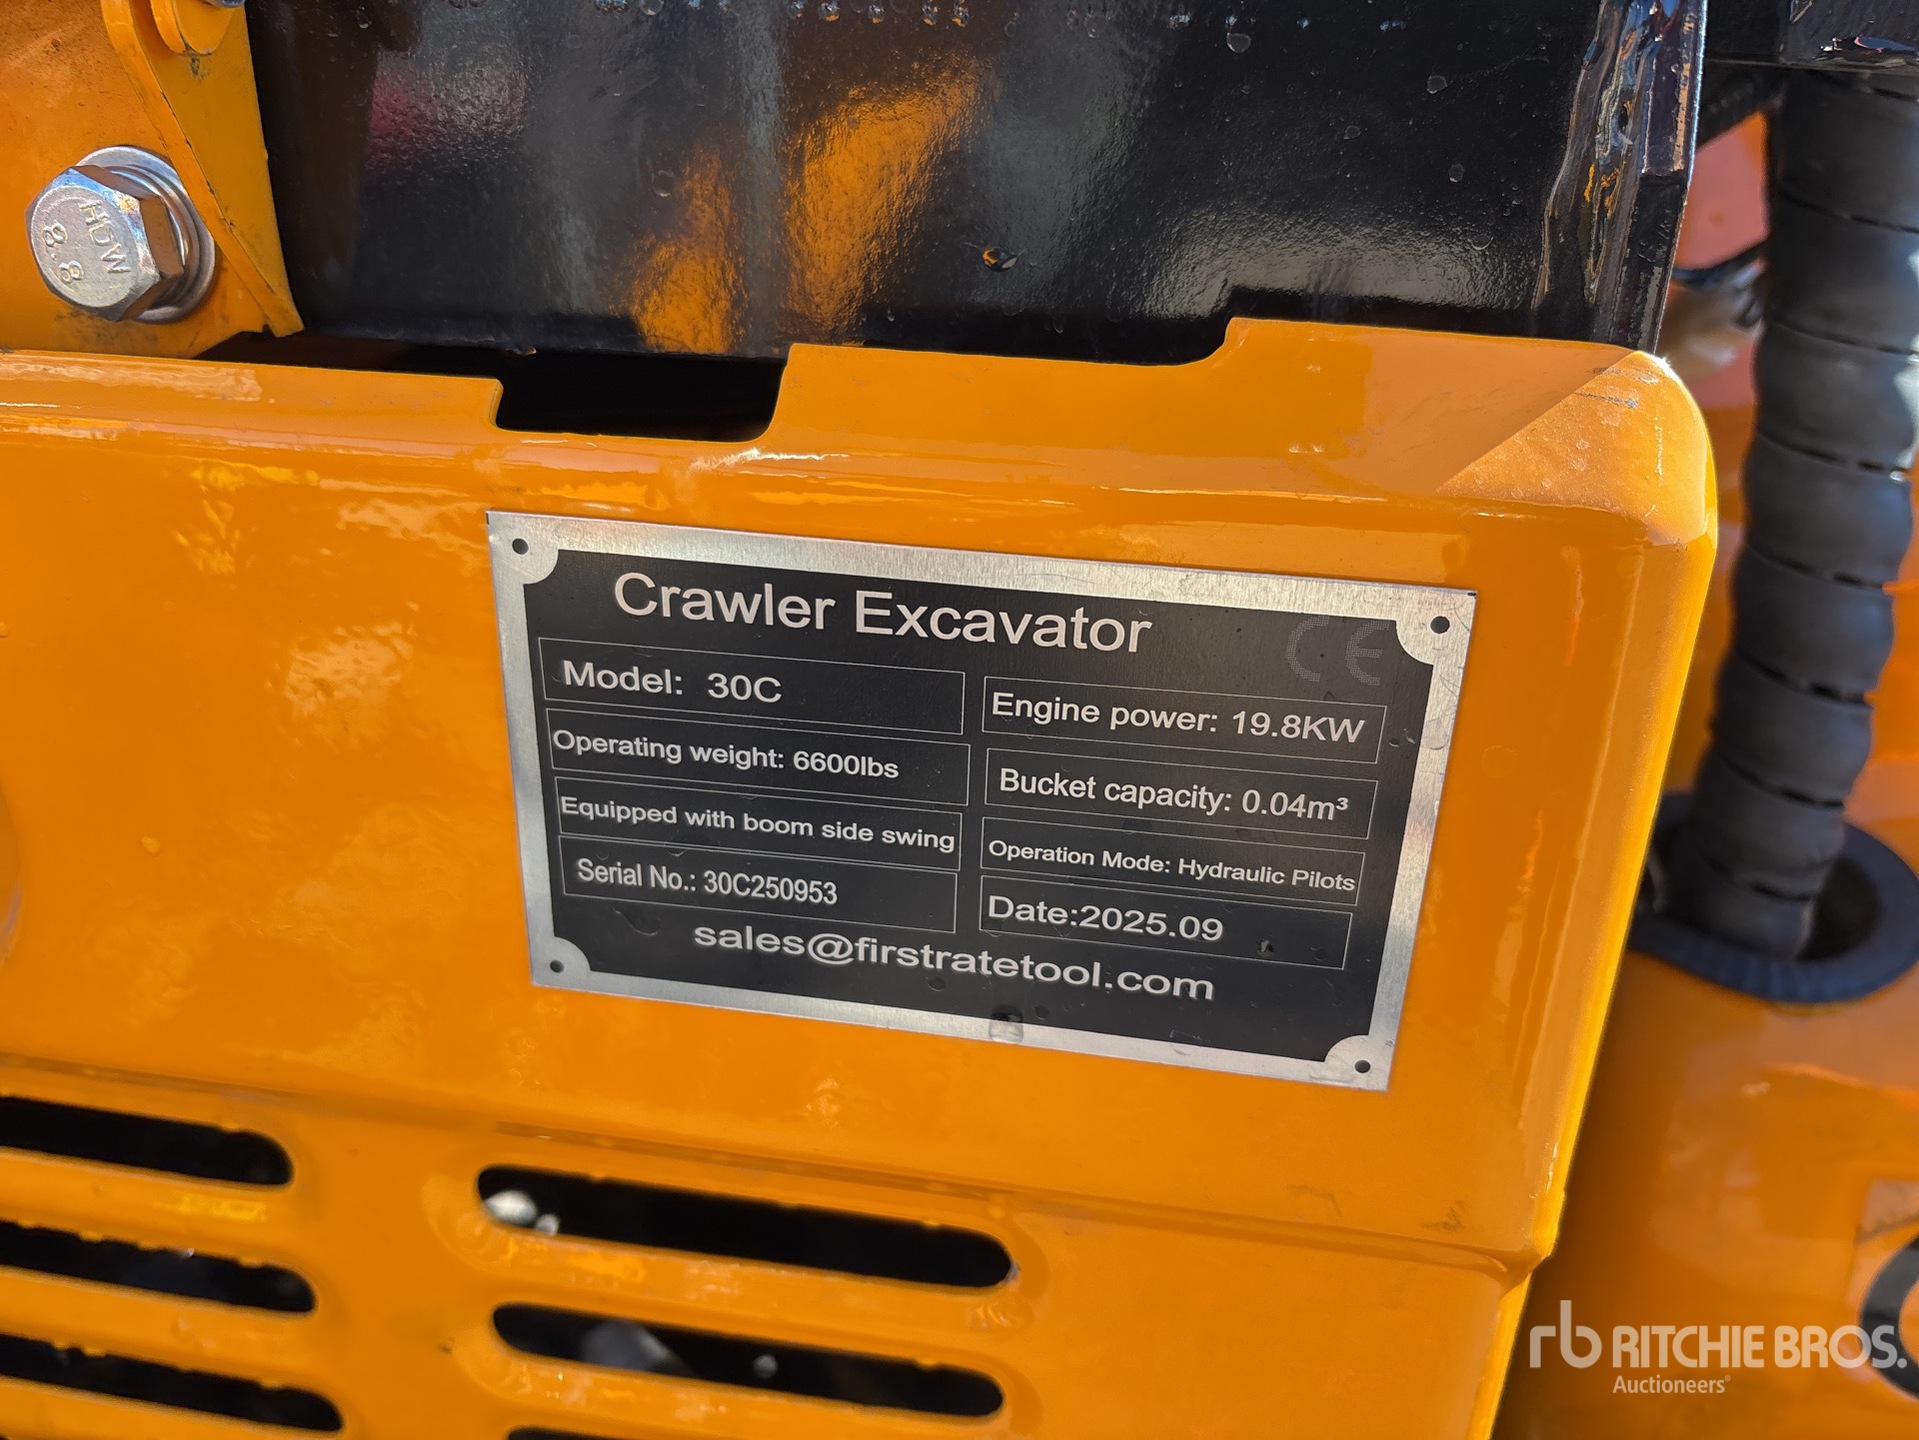 HJW
8.8
Crawler Excavator
CE
Model: 30C
Engine power: 19.8KW
Operating weight: 6600lbs
Bucket capacity: 0.04m³
Equipped with boom side swing
Operation Mode: Hydraulic Pilots
Serial No.: 30C250953
Date:2025.09
sales@firstratetool.com
rb RITCHIE BROS.
Auctioneers®